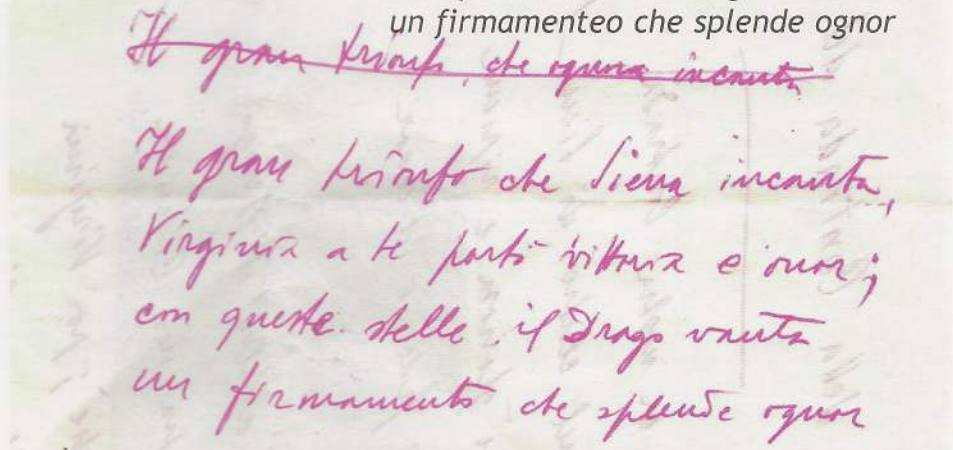 un firmamenteo che splende ognor
Il gran trionfo che ognuno incanta
Il gran trionfo che Siena incanta,
Virginia a te portò vittoria e onor;
con queste stelle il Drago vanta
un firmamento che splende ognor